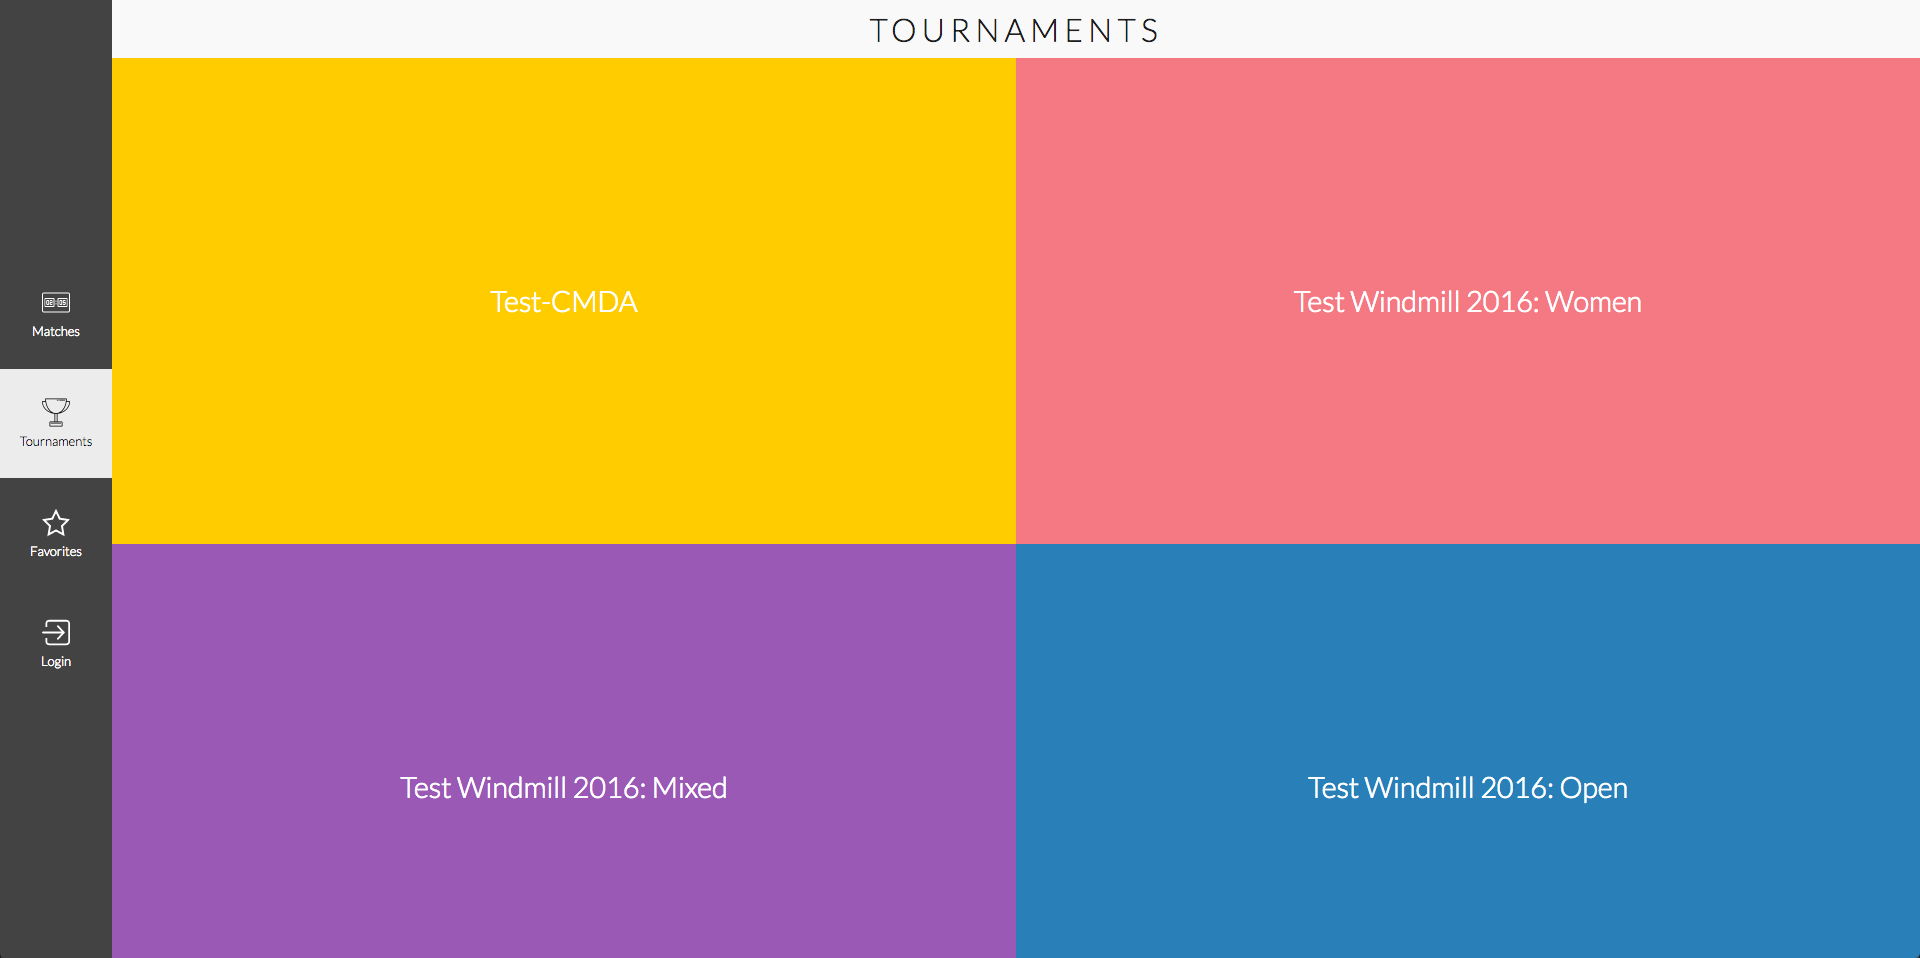 TOURNAMENTS
Matches
Tournaments
Favorites
Login
Test-CMDA
Test Windmill 2016: Women
Test Windmill 2016: Mixed
Test Windmill 2016: Open